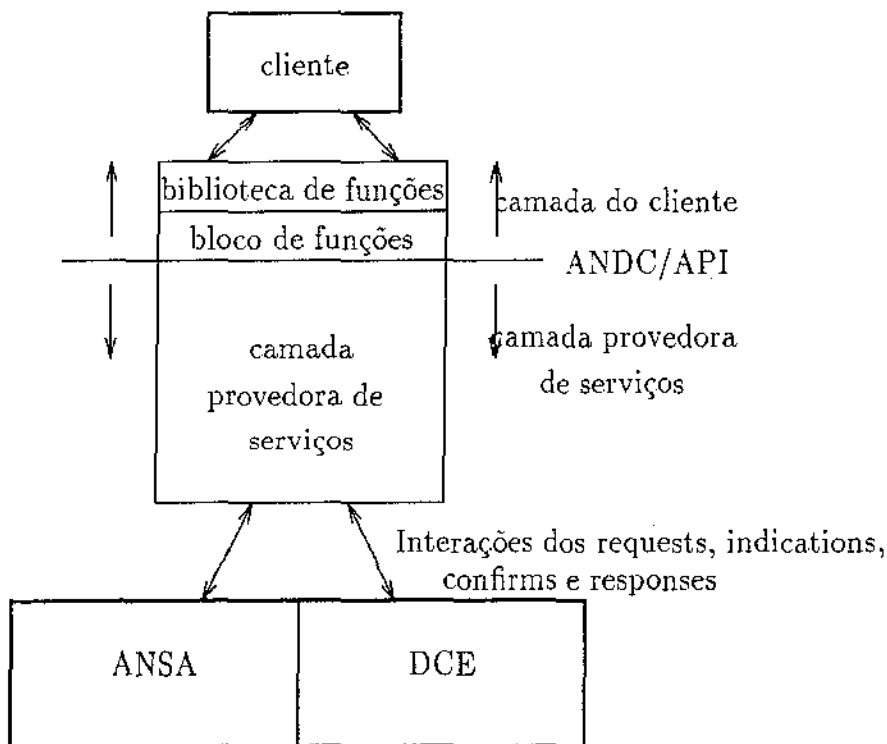 cliente
biblioteca de funções
bloco de funções
camada do cliente
ANDC/API
camada
provedora de
serviços
camada provedora
de serviços
Interações dos requests, indications,
confirms e responses
ANSA
DCE